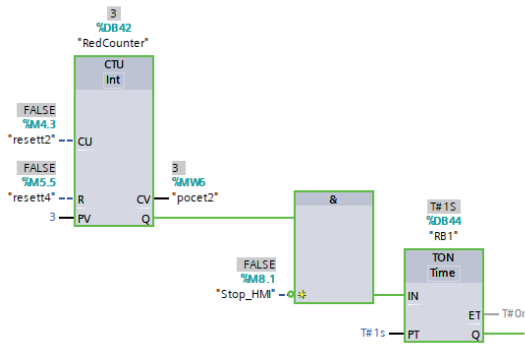 3
%DB42
"RedCounter"
CTU
Int
FALSE
%M4.3
"resett2"
CU
FALSE
%M5.5
"resett4"
R
3
PV
CV
Q
3
%MW6
"pocet2"
&
FALSE
%M8.1
"Stop_HMI"
T#1S
%DB44
"RB1"
TON
Time
IN
ET
T#1s
PT
Q